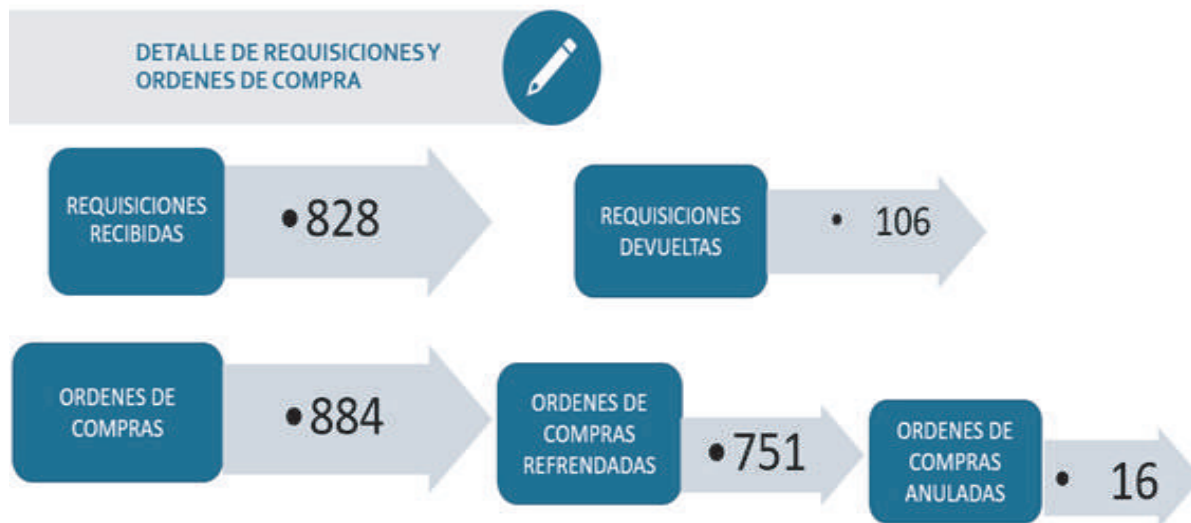 DETALLE DE REQUISICIONES Y
ORDENES DE COMPRA
REQUISICIONES
RECIBIDAS
•828
REQUISICIONES
DEVUELTAS
• 106
ORDENES DE
COMPRAS
•884
ORDENES DE
COMPRAS
REFRENDADAS
•751
ORDENES DE
COMPRAS
ANULADAS
• 16